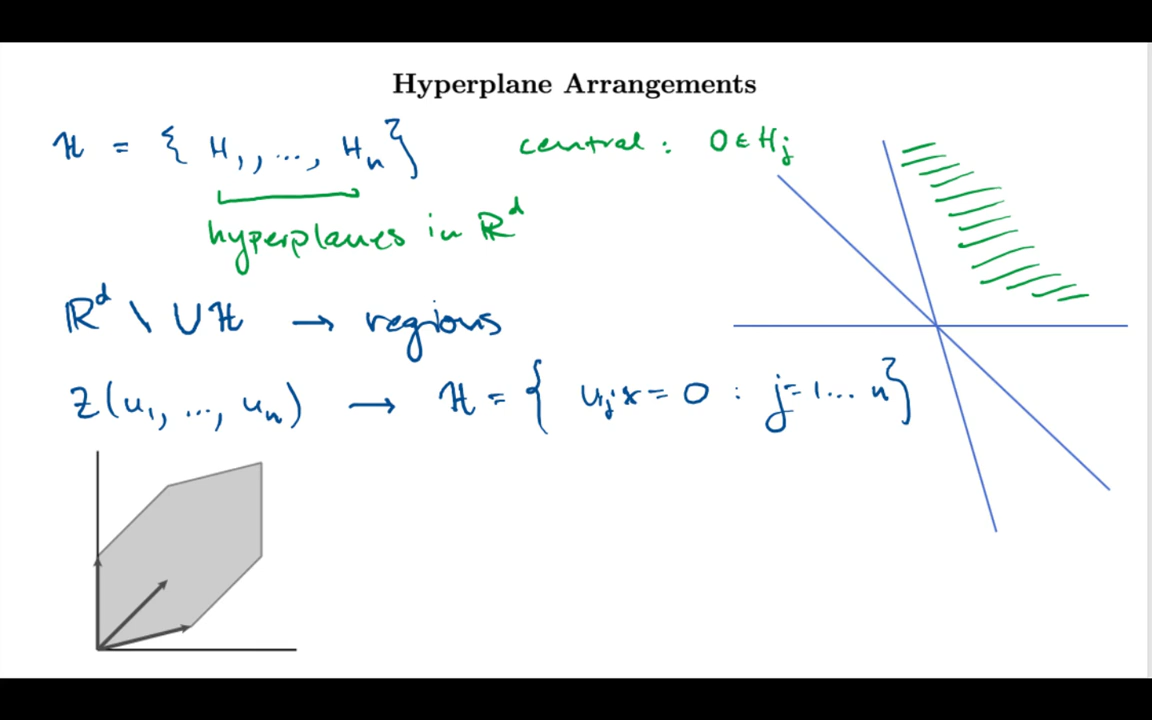 Hyperplane Arrangements
ℋ = { H₁, ..., Hₙ }
central : 0 ∈ Hⱼ
hyperplanes in ℝᵈ
ℝᵈ \ ∪ℋ → regions
Z(u₁, ..., uₙ) → ℋ = { uⱼ·x = 0 : j=1...n }